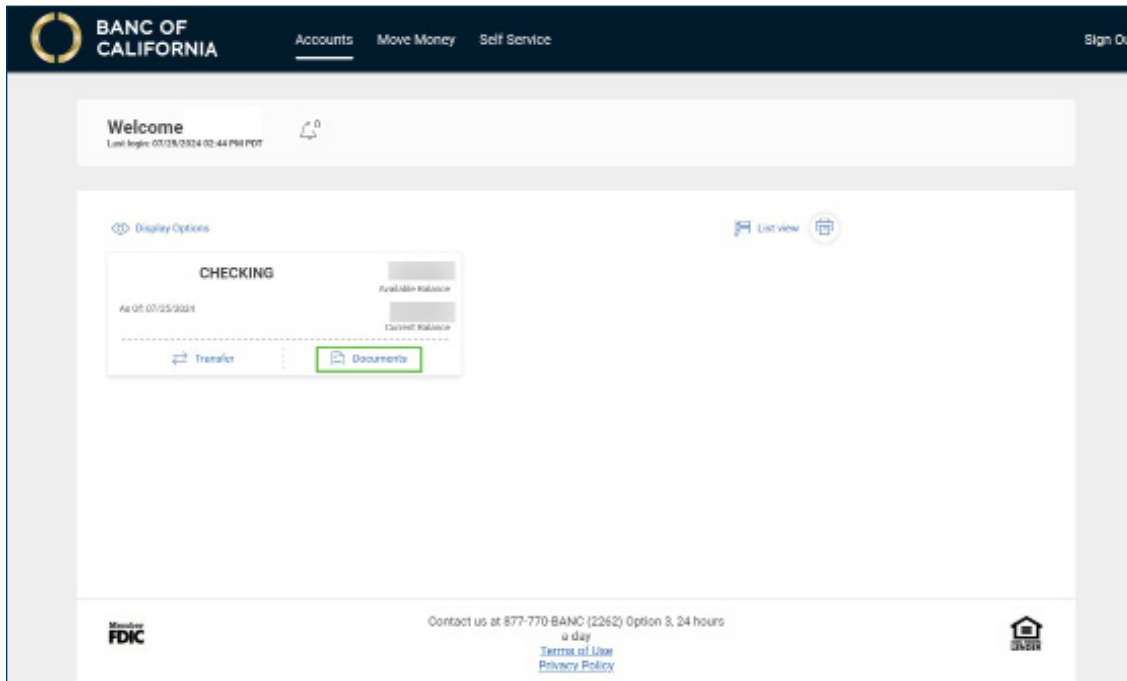 BANC OF
CALIFORNIA
Accounts Move Money Self Service
Sign Ou
Welcome
0
Last login: 07/25/2024 02:44 PM PDT
Display Options
List view
CHECKING
Available Balance
As Of: 07/25/2024
Current Balance
Transfer
Documents
Member
FDIC
Contact us at 877-770-BANC (2262) Option 3, 24 hours
a day
Terms of Use
Privacy Policy
LENDER